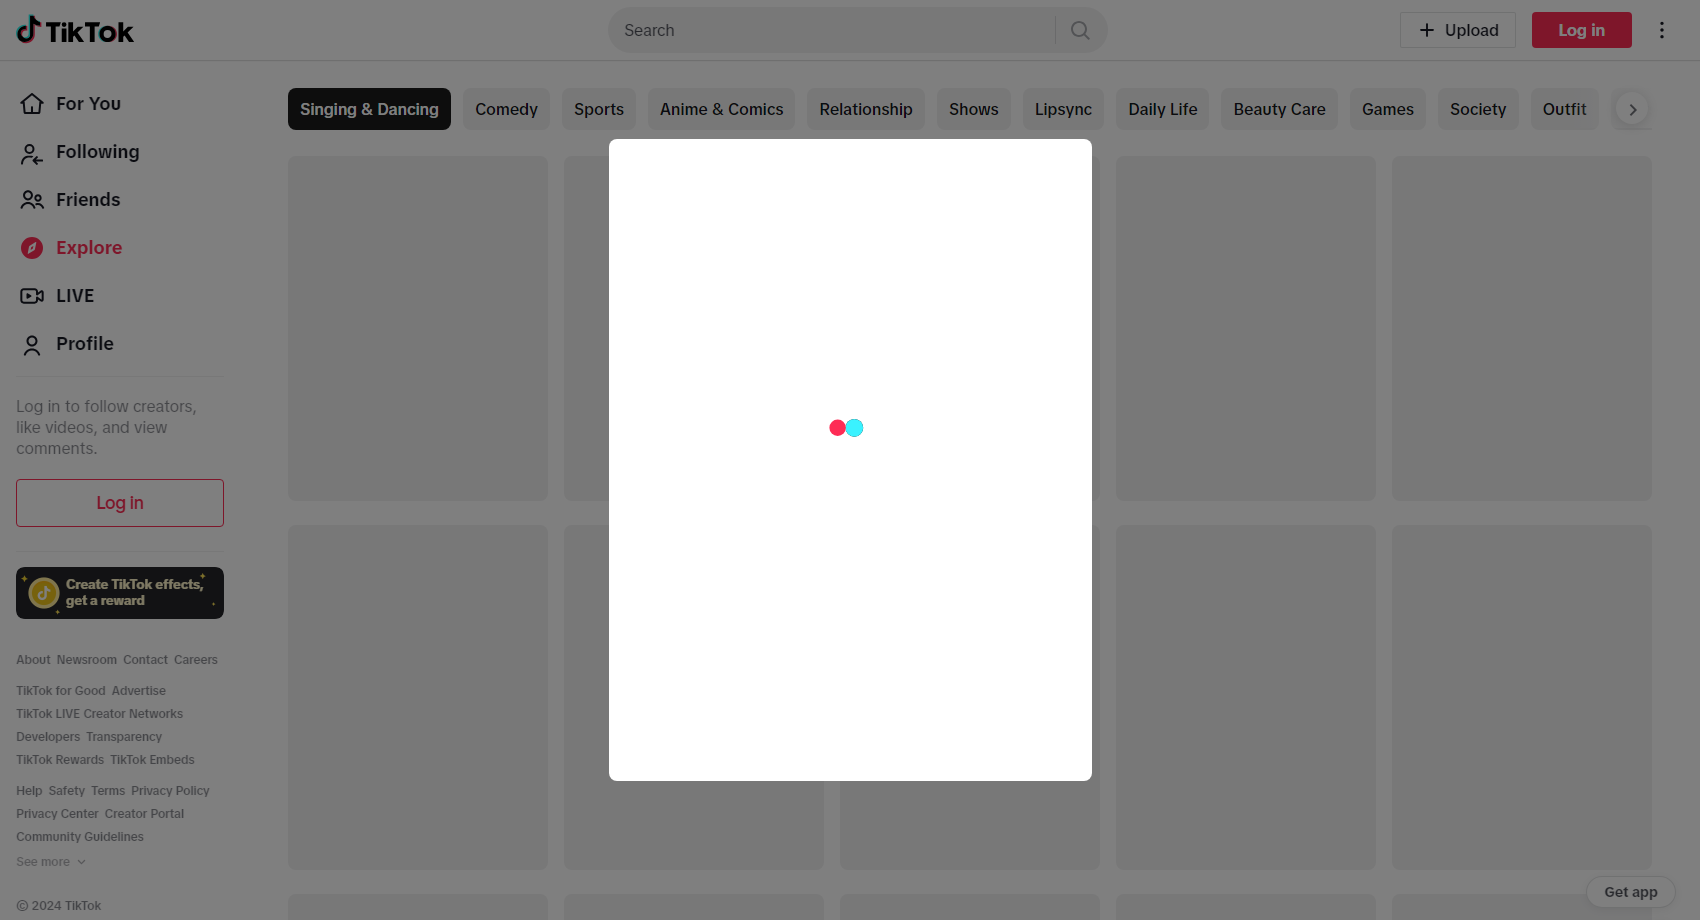 TikTok
Search
Upload
Log in
For You
Following
Friends
Explore
LIVE
Profile
Log in to follow creators,
like videos, and view
comments.
Log in
Create TikTok effects,
get a reward
About Newsroom Contact Careers
TikTok for Good Advertise
TikTok LIVE Creator Networks
Developers Transparency
TikTok Rewards TikTok Embeds
Help Safety Terms Privacy Policy
Privacy Center Creator Portal
Community Guidelines
See more
© 2024 TikTok
Singing & Dancing Comedy Sports Anime & Comics Relationship Shows Lipsync Daily Life Beauty Care Games Society Outfit
Get app